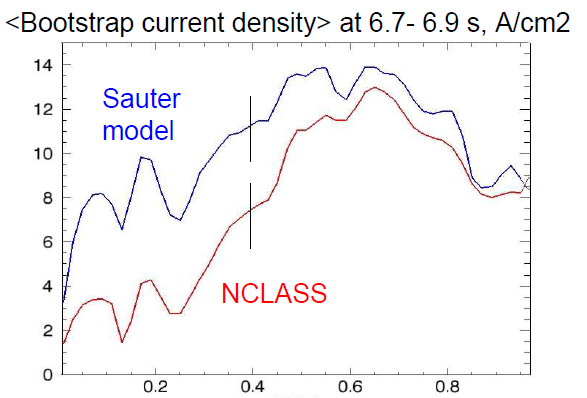 <Bootstrap current density> at 6.7- 6.9 s, A/cm2
14
Sauter
model
12
10
8
6
4
NCLASS
2
0
0.2 0.4 0.6 0.8